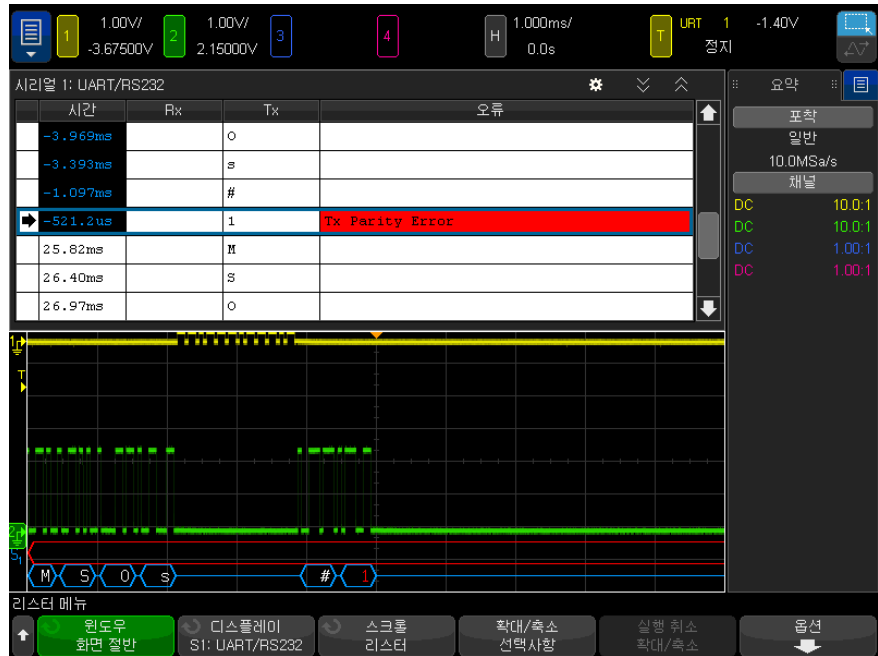 1 1.00V/ 2 1.00V/ 3 4 H 1.000ms/ T URT 1 -1.40V
-3.67500V 2.15000V 0.0s 정지
시리얼 1: UART/RS232
시간 Rx Tx 오류
-3.969ms O
-3.393ms s
-1.097ms #
-521.2us 1 Tx Parity Error
25.82ms M
26.40ms S
26.97ms O
요약
포착
일반
10.0MSa/s
채널
DC 10.0:1
DC 10.0:1
DC 1.00:1
DC 1.00:1
1
T
2
S1
M S O s # 1
리스터 메뉴
윈도우
화면 절반
디스플레이
S1: UART/RS232
스크롤
리스터
확대/축소
선택사항
실행 취소
확대/축소
옵션